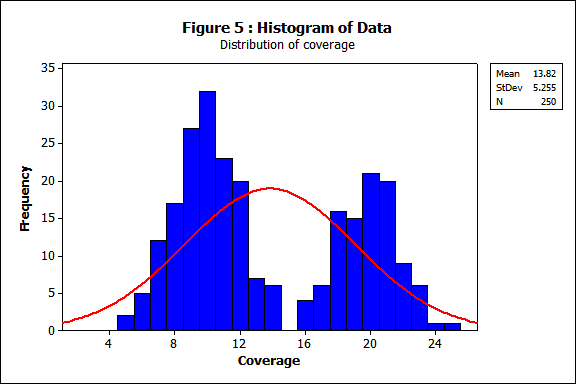 Figure 5 : Histogram of Data
Distribution of coverage
Mean 13.82
StDev 5.255
N 250
Frequency
35
30
25
20
15
10
5
0
4 8 12 16 20 24
Coverage